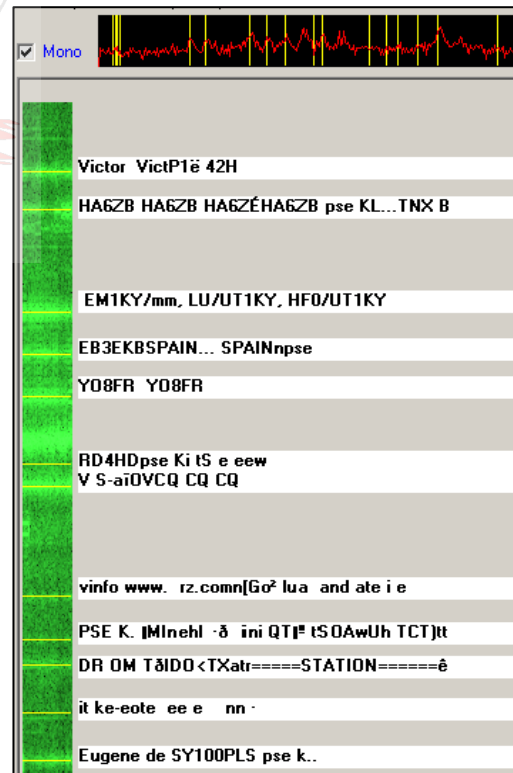 Mono
Victor VictP1ë 42H
HA6ZB HA6ZB HA6ZÉHA6ZB pse KL...TNX B
EM1KY/mm, LU/UT1KY, HF0/UT1KY
EB3EKBSPAIN... SPAINnpse
YO8FR YO8FR
RD4HDpse Ki tS e eew
V S-aïOVCQ CQ CQ
vinfo www. rz.comn[Go² lua and ate i e
PSE K. ini tSOAwUh TCT)tt
DR OM TðIDO<TXatr=====STATION======ê
it ke-eote ee e nn ·
Eugene de SY100PLS pse k..